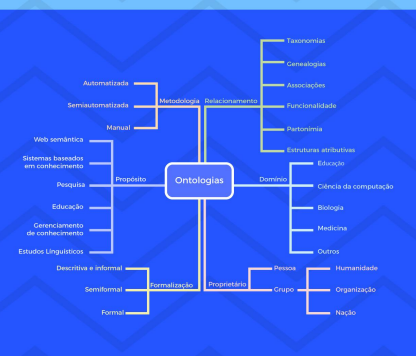 Taxonomias
Genealogias
Automatizada
Associações
Metodologia
Relacionamento
Semiautomatizada
Funcionalidade
Manual
Partonímia
Web semântica
Estruturas atributivas
Sistemas baseados
em conhecimento
Educação
Propósito
Ontologias
Domínio
Pesquisa
Ciência da computação
Educação
Biologia
Gerenciamento
de conhecimento
Medicina
Estudos Linguísticos
Outros
Descritiva e informal
Pessoa
Humanidade
Formalização
Proprietário
Semiformal
Grupo
Organização
Formal
Nação